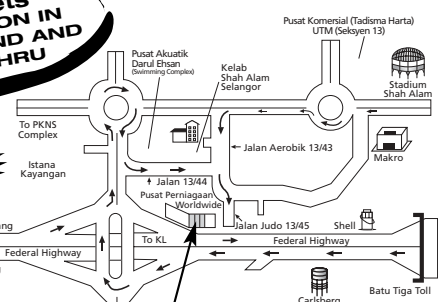 ON IN
ND AND
HRU
Pusat Komersial (Tadisma Harta)
UTM (Seksyen 13)
Pusat Akuatik
Darul Ehsan
(Swimming Complex)
Kelab
Shah Alam
Selangor
Stadium
Shah Alam
To PKNS
Complex
Jalan Aerobik 13/43
Makro
Istana
Kayangan
Jalan 13/44
Pusat Perniagaan
Worldwide
Jalan Judo 13/45
Shell
To KL
Federal Highway
Federal Highway
Batu Tiga Toll
Carlsberg